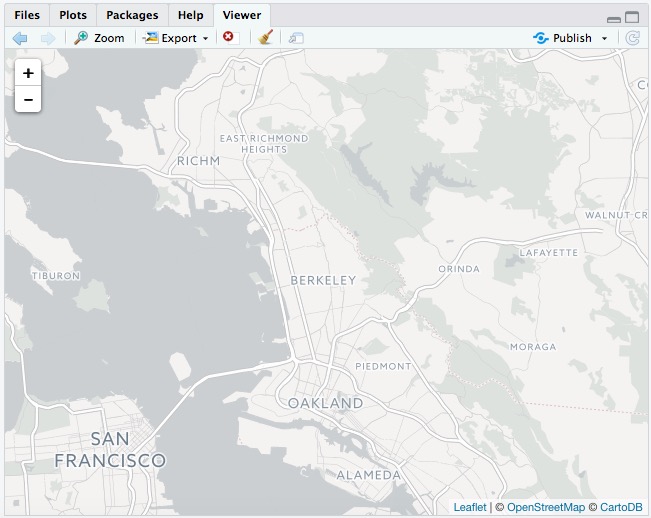 Files Plots Packages Help Viewer
Zoom Export Publish
+
−
C
EAST RICHMOND
HEIGHTS
RICHM
WALNUT CR
LAFAYETTE
TIBURON
BERKELEY
ORINDA
MORAGA
PIEDMONT
OAKLAND
SAN
FRANCISCO
ALAMEDA
Leaflet | © OpenStreetMap © CartoDB